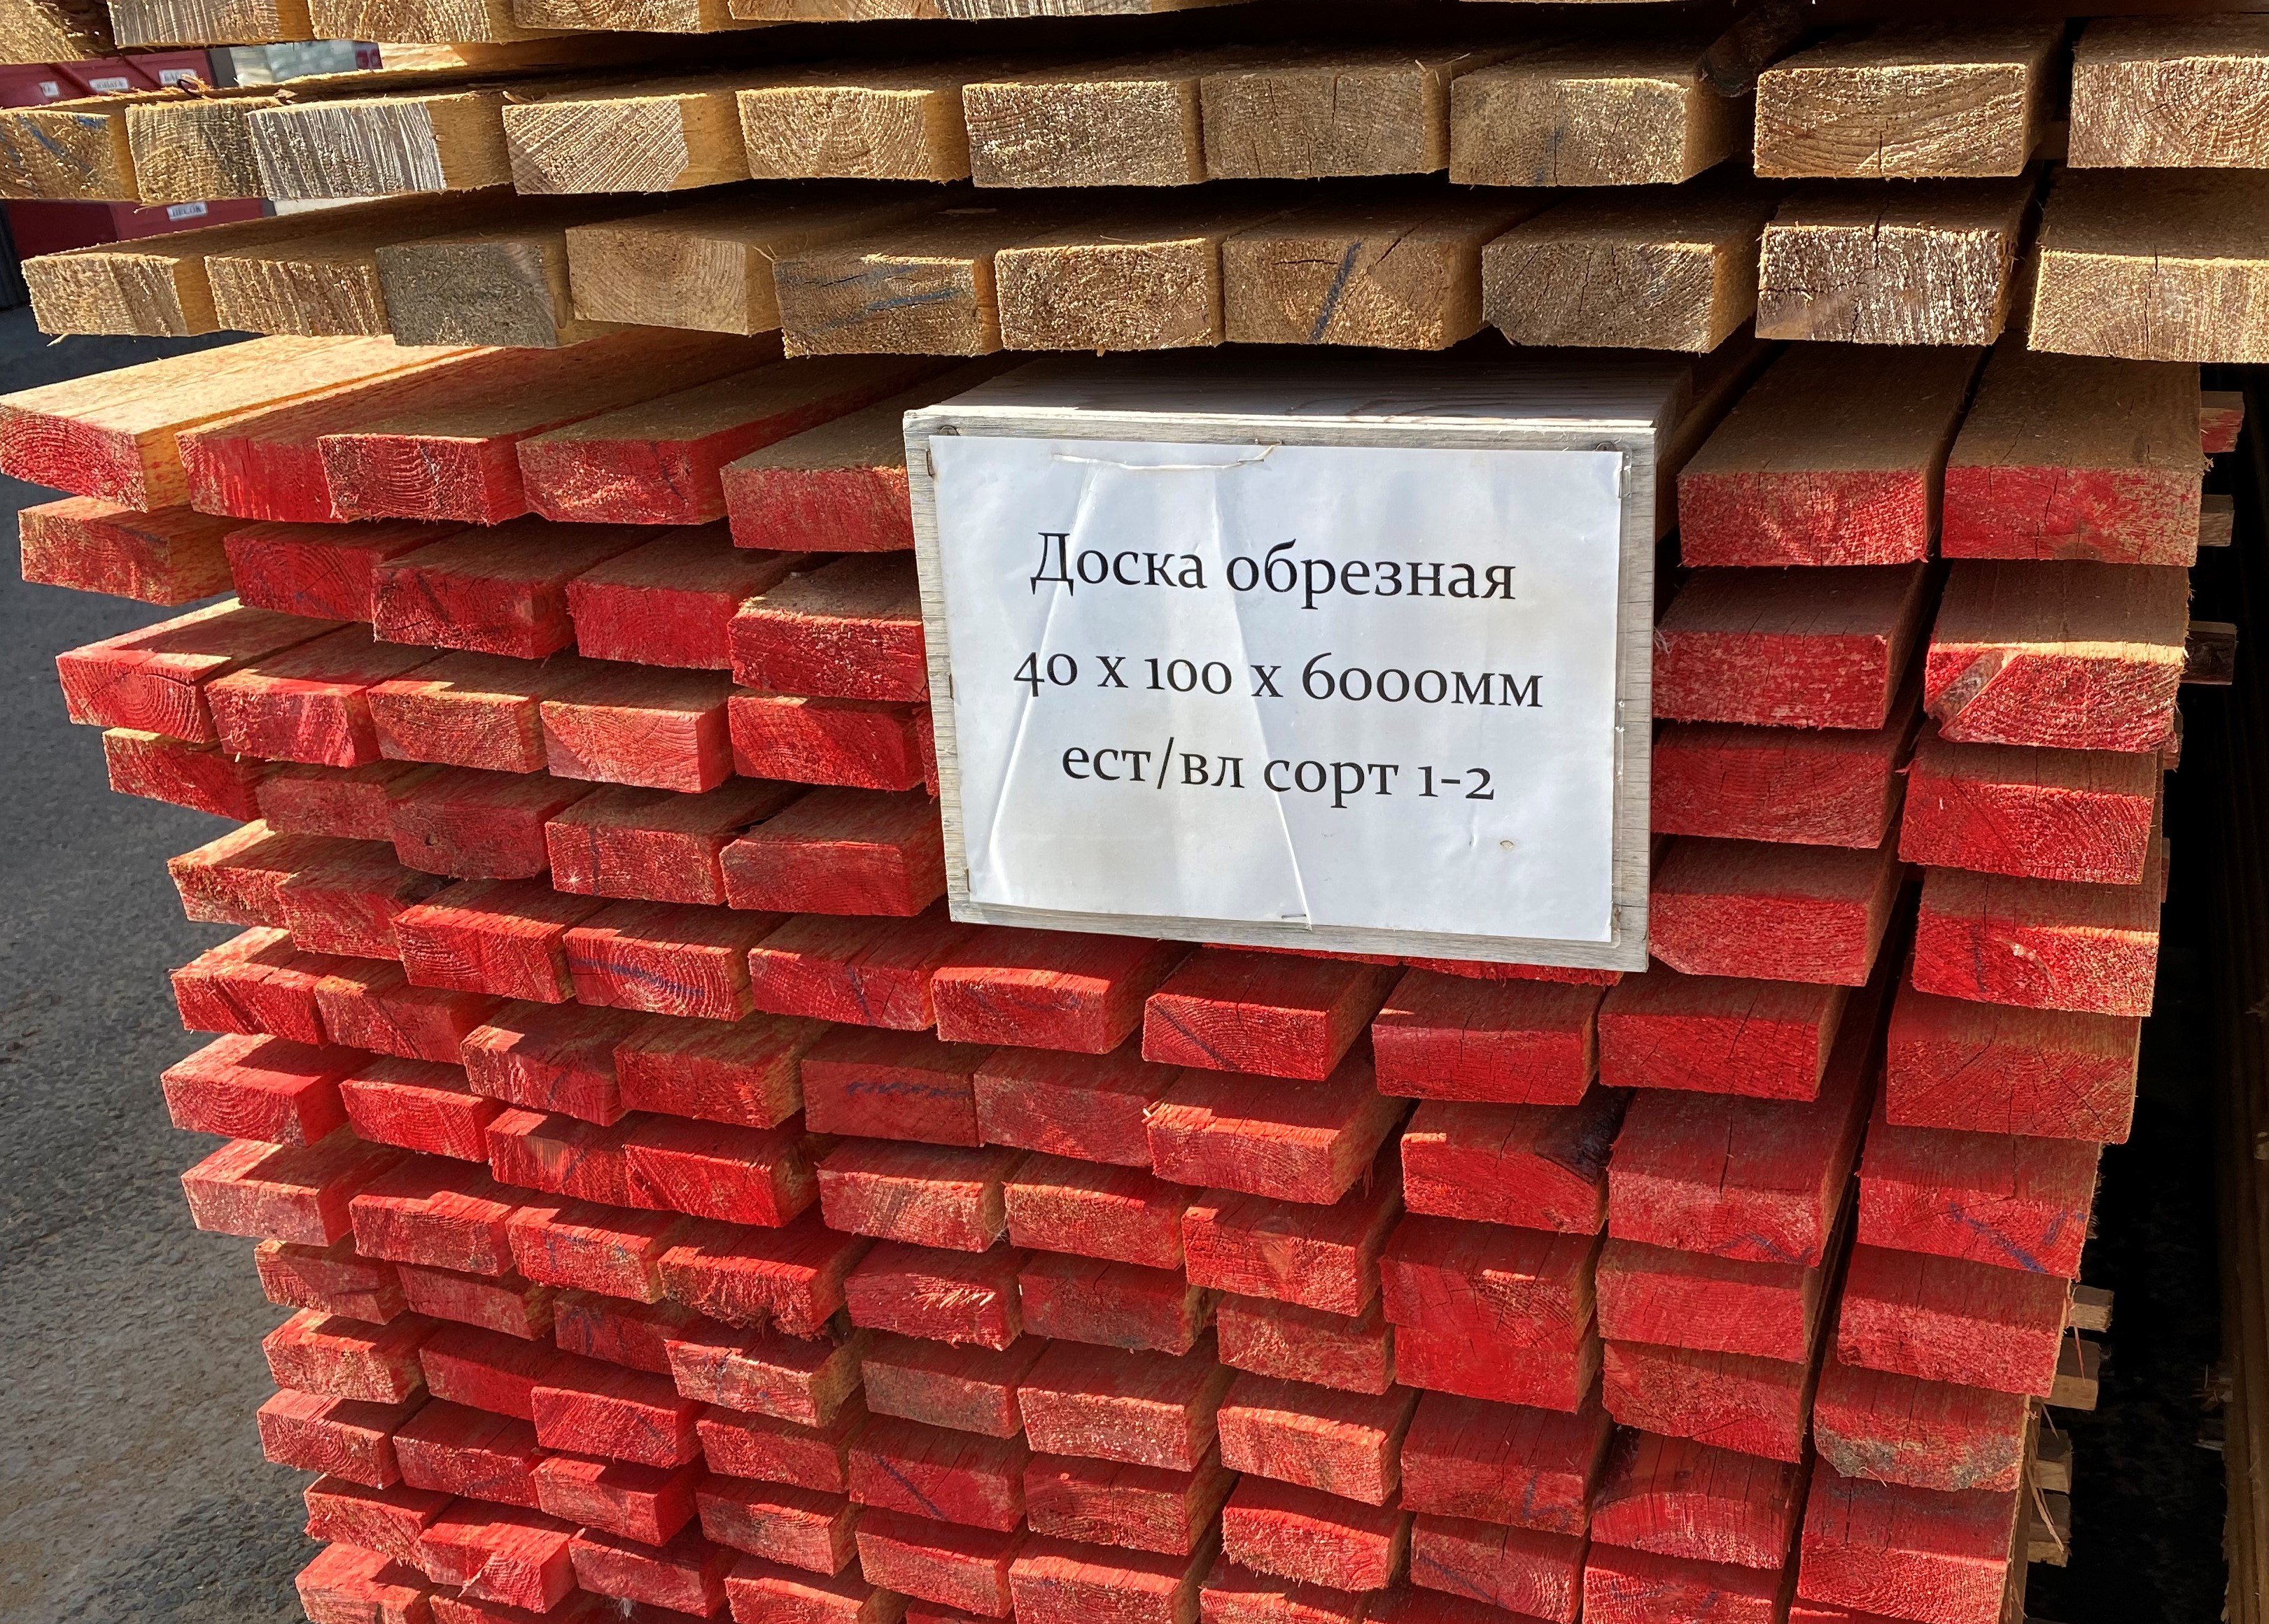 Доска обрезная
40 х 100 х 6000мм
ест/вл сорт 1-2